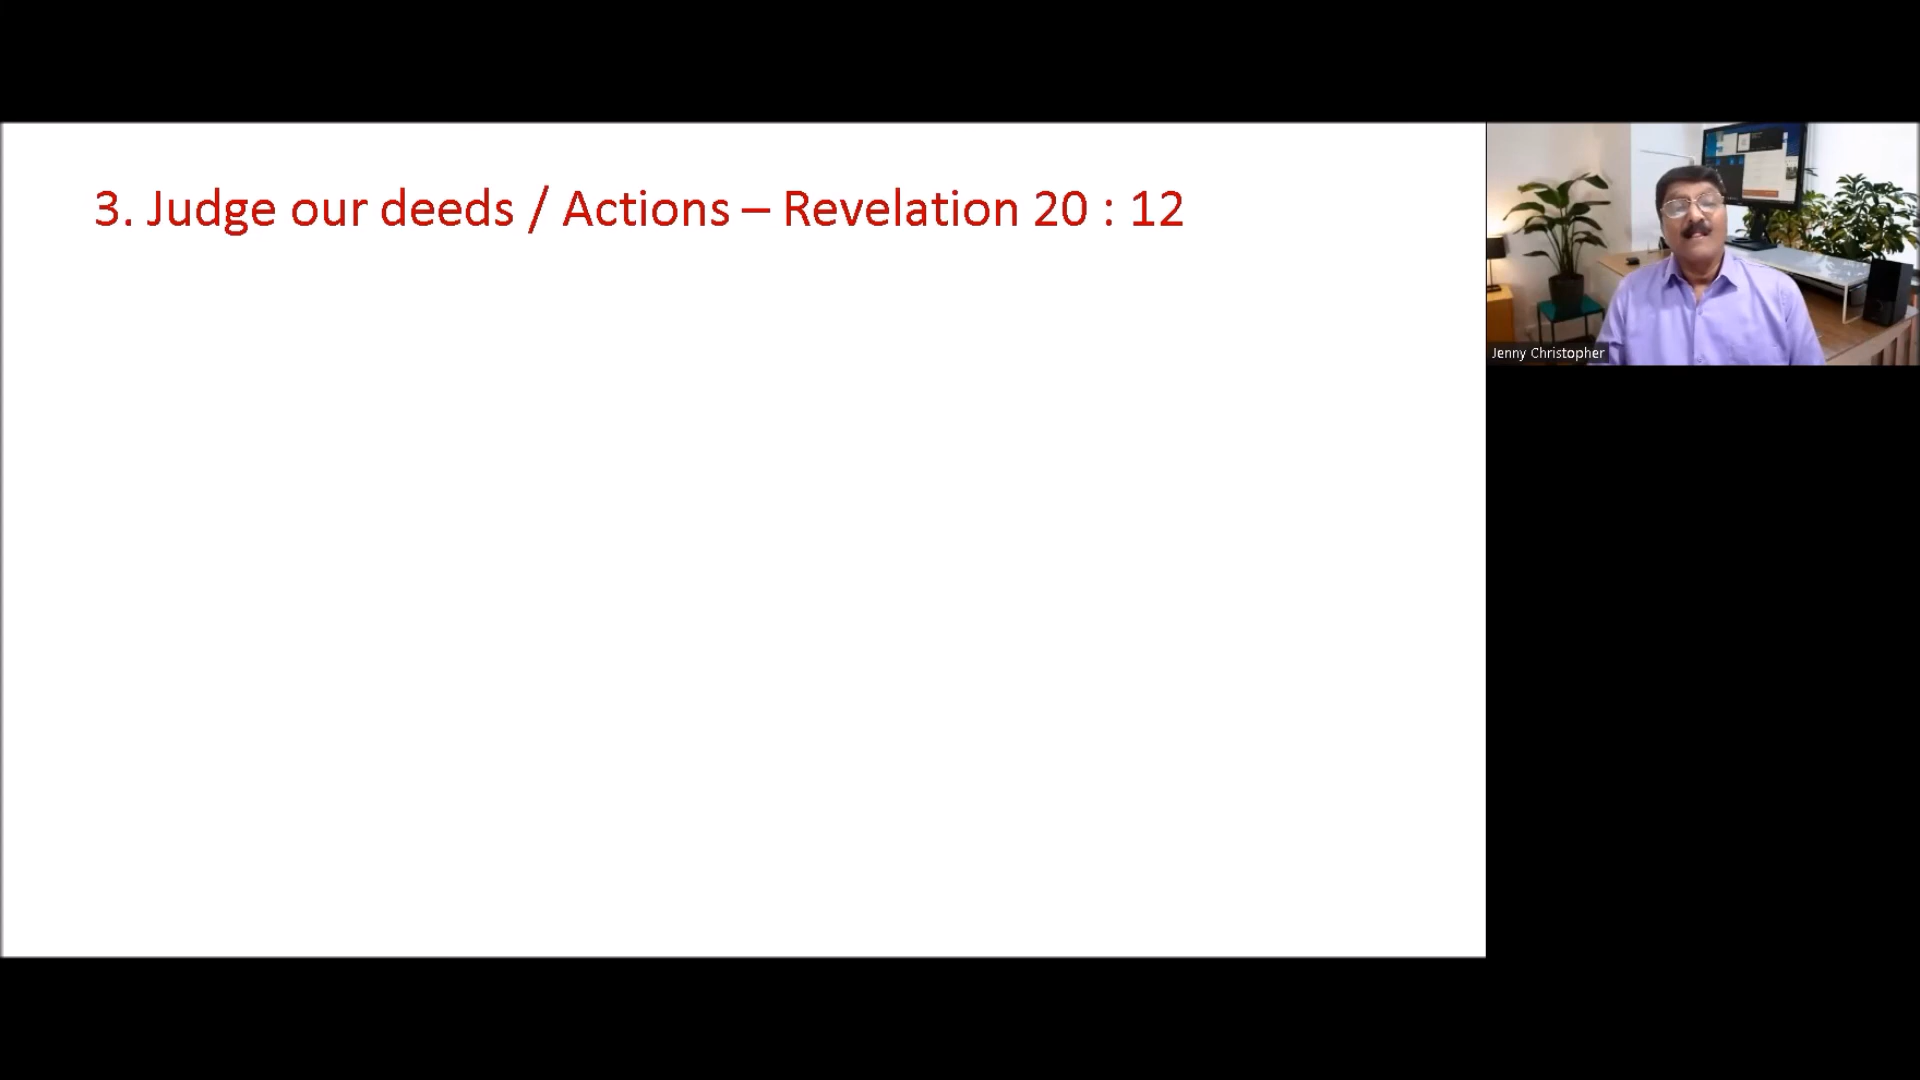 3. Judge our deeds / Actions – Revelation 20 : 12
Jenny Christopher